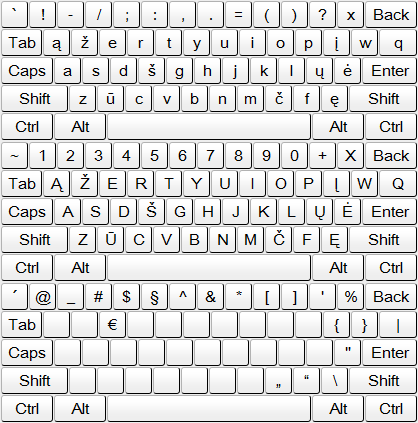 ` ! - / ; : , . = ( ) ? x Back
Tab ą ž e r t y u i o p į w q
Caps a s d š g h j k l ų ė Enter
Shift z ū c v b n m č f ę Shift
Ctrl Alt Alt Ctrl
~ 1 2 3 4 5 6 7 8 9 0 + X Back
Tab Ą Ž E R T Y U I O P Į W Q
Caps A S D Š G H J K L Ų Ė Enter
Shift Z Ū C V B N M Č F Ę Shift
Ctrl Alt Alt Ctrl
´ @ _ # $ § ^ & * [ ] ' % Back
Tab € { } |
Caps " Enter
Shift „ “ \ Shift
Ctrl Alt Alt Ctrl